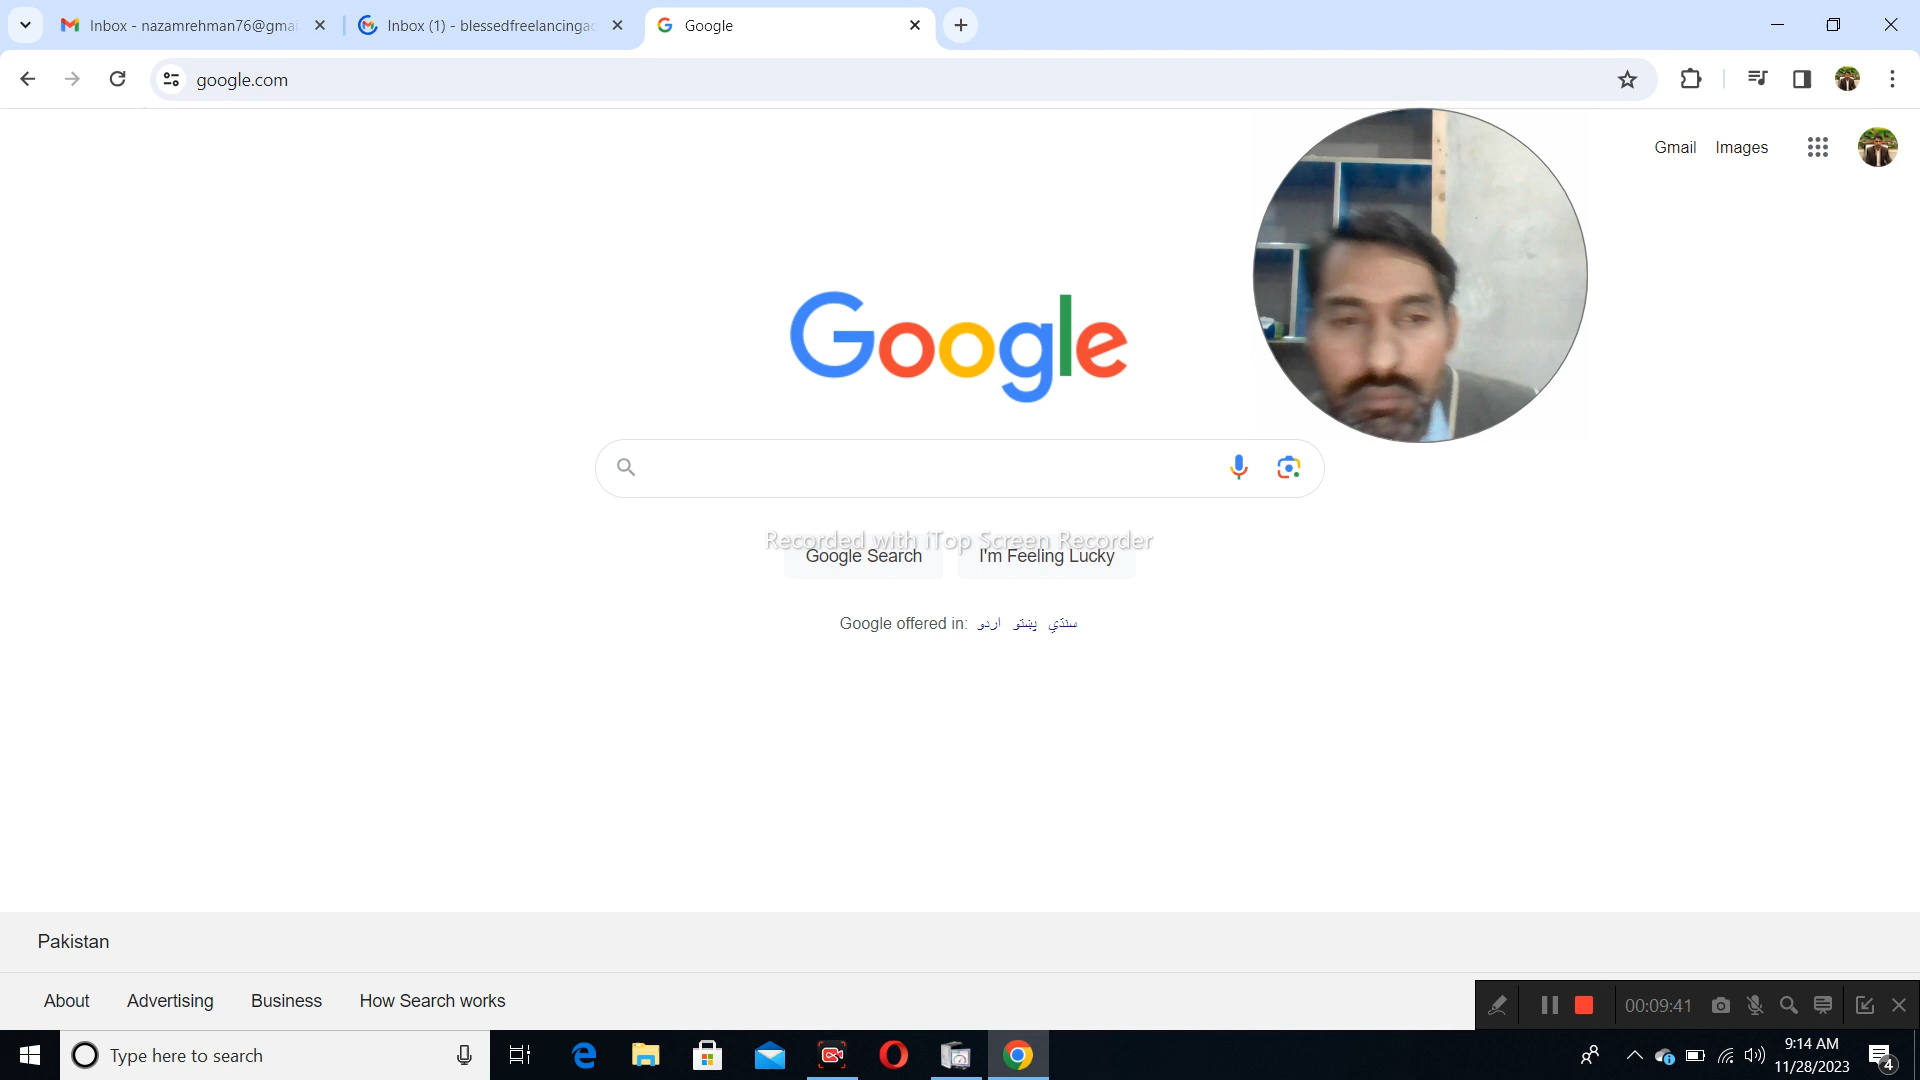 Inbox - nazamrehman76@gmai
Inbox (1) - blessedfreelancingac
Google
google.com
Gmail
Images
Google
Recorded with iTop Screen Recorder
Google Search
I'm Feeling Lucky
Google offered in: اردو پښتو سنڌي
Pakistan
About
Advertising
Business
How Search works
00:09:41
Type here to search
9:14 AM
11/28/2023
4